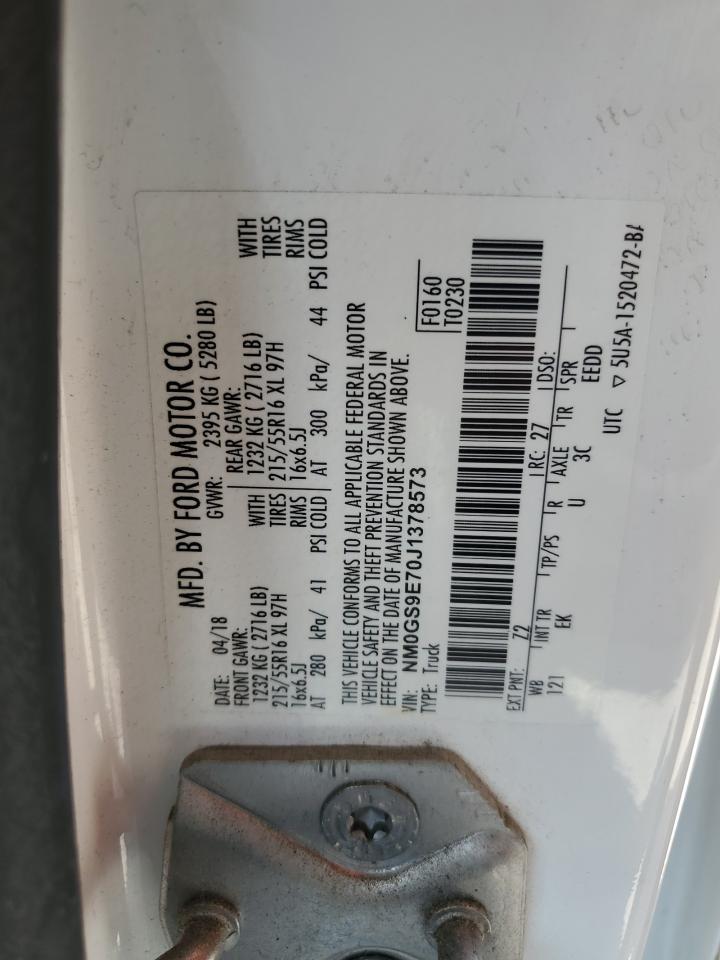 MFD. BY FORD MOTOR CO.
DATE: 04/18 GVWR: 2395 KG ( 5280 LB)
FRONT GAWR: REAR GAWR:
1232 KG ( 2716 LB) WITH 1232 KG ( 2716 LB) WITH
215/55R16 XL 97H TIRES 215/55R16 XL 97H TIRES
16x6.5J RIMS 16x6.5J RIMS
AT 280 kPa/ 41 PSI COLD AT 300 kPa/ 44 PSI COLD
THIS VEHICLE CONFORMS TO ALL APPLICABLE FEDERAL MOTOR
VEHICLE SAFETY AND THEFT PREVENTION STANDARDS IN
EFFECT ON THE DATE OF MANUFACTURE SHOWN ABOVE.
VIN: NM0GS9E70J1378573 F0160
TYPE: Truck T0230
EXT PNT: Z2 RC: 27 DSO:
WB INT TR TP/PS R AXLE TR SPR
121 EK U 3C EEDD
UTC ▽ 5U5A-1520472-BA